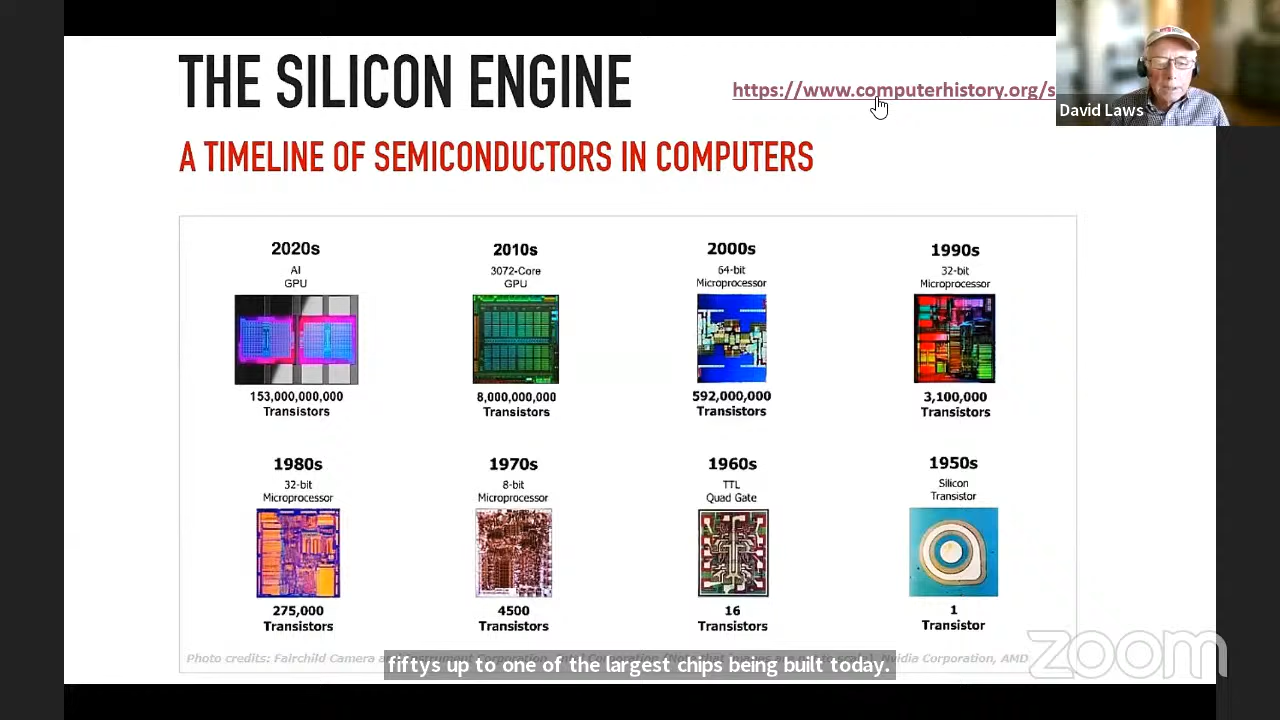 THE SILICON ENGINE
https://www.computerhistory.org/s
David Laws
A TIMELINE OF SEMICONDUCTORS IN COMPUTERS
2020s
AI
GPU
153,000,000,000
Transistors
2010s
3072-Core
GPU
8,000,000,000
Transistors
2000s
64-bit
Microprocessor
592,000,000
Transistors
1990s
32-bit
Microprocessor
3,100,000
Transistors
1980s
32-bit
Microprocessor
275,000
Transistors
1970s
8-bit
Microprocessor
4500
Transistors
1960s
TTL
Quad Gate
16
Transistors
1950s
Silicon
Transistor
1
Transistor
Photo credits: Fairchild Camera Nvidia Corporation, AMD
fiftys up to one of the largest chips being built today.
zoom